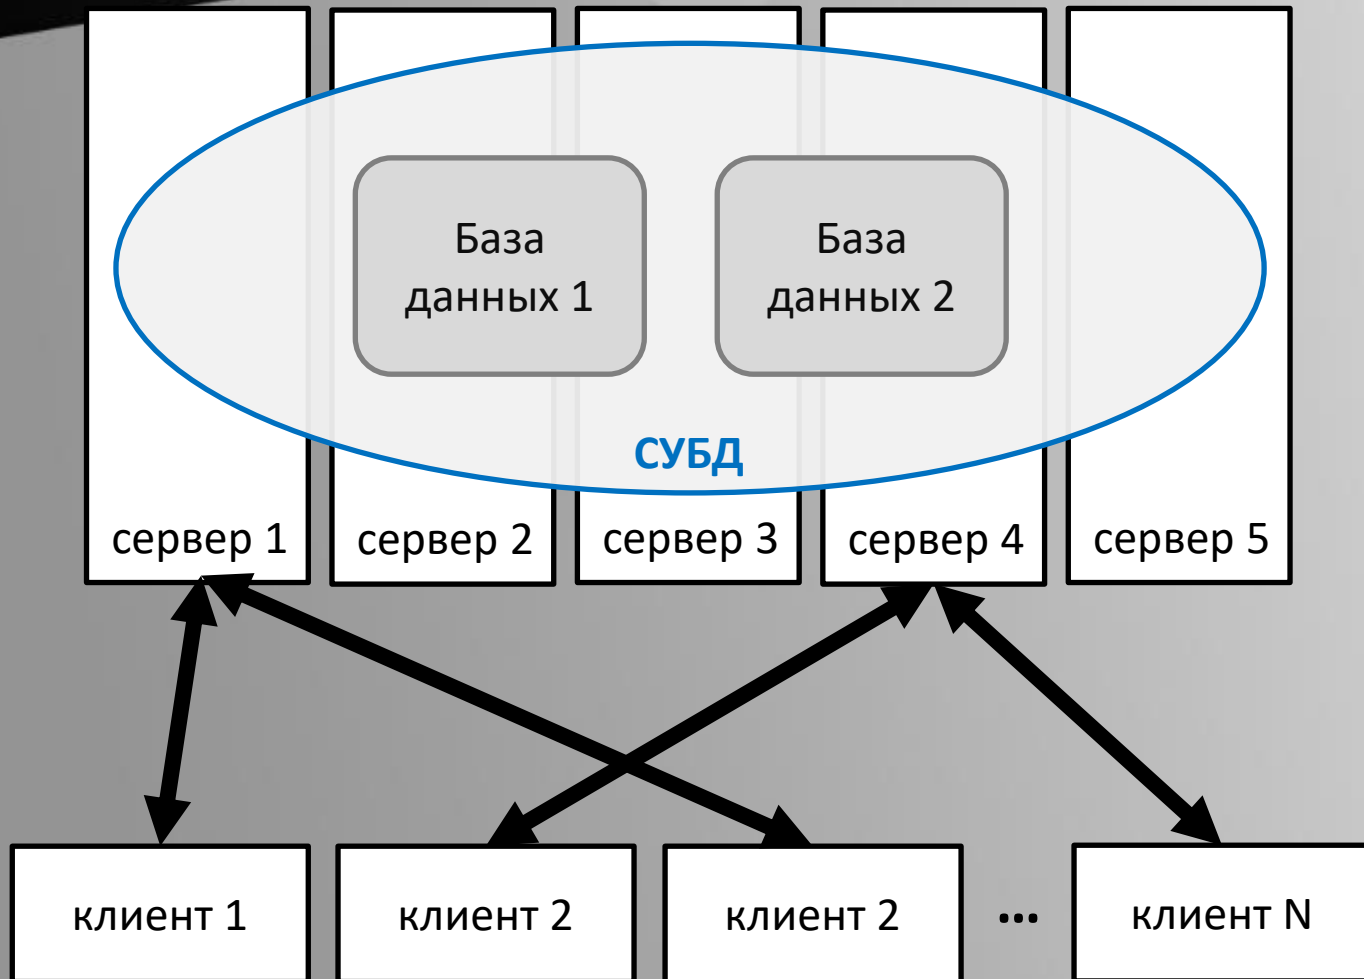 База
данных 1
База
данных 2
СУБД
сервер 1
сервер 2
сервер 3
сервер 4
сервер 5
клиент 1
клиент 2
клиент 2
...
клиент N